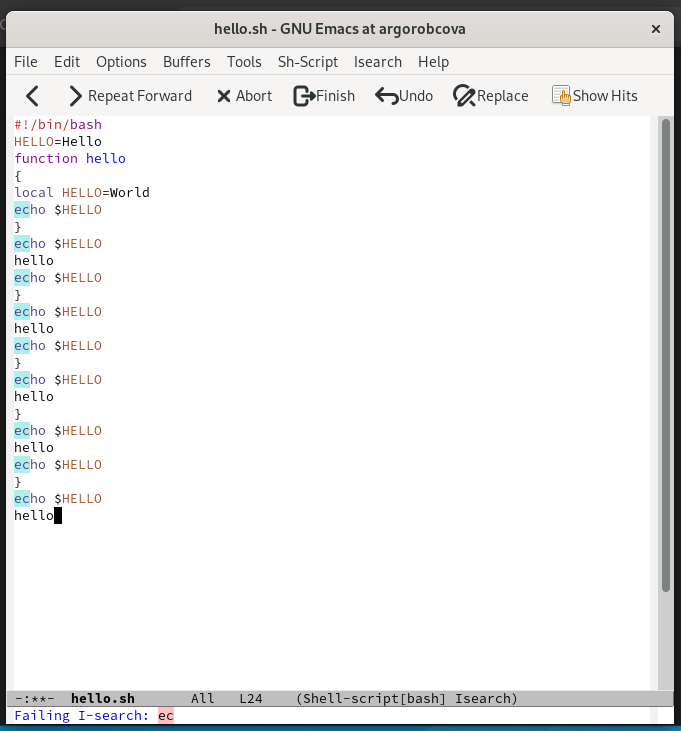 hello.sh - GNU Emacs at argorobcova
File Edit Options Buffers Tools Sh-Script Isearch Help
Repeat Forward Abort Finish Undo Replace Show Hits
#!/bin/bash
HELLO=Hello
function hello
{
local HELLO=World
echo $HELLO
}
echo $HELLO
hello
echo $HELLO
}
echo $HELLO
hello
echo $HELLO
}
echo $HELLO
hello
}
echo $HELLO
hello
echo $HELLO
}
echo $HELLO
hello
-:**- hello.sh All L24 (Shell-script[bash] Isearch)
Failing I-search: ec